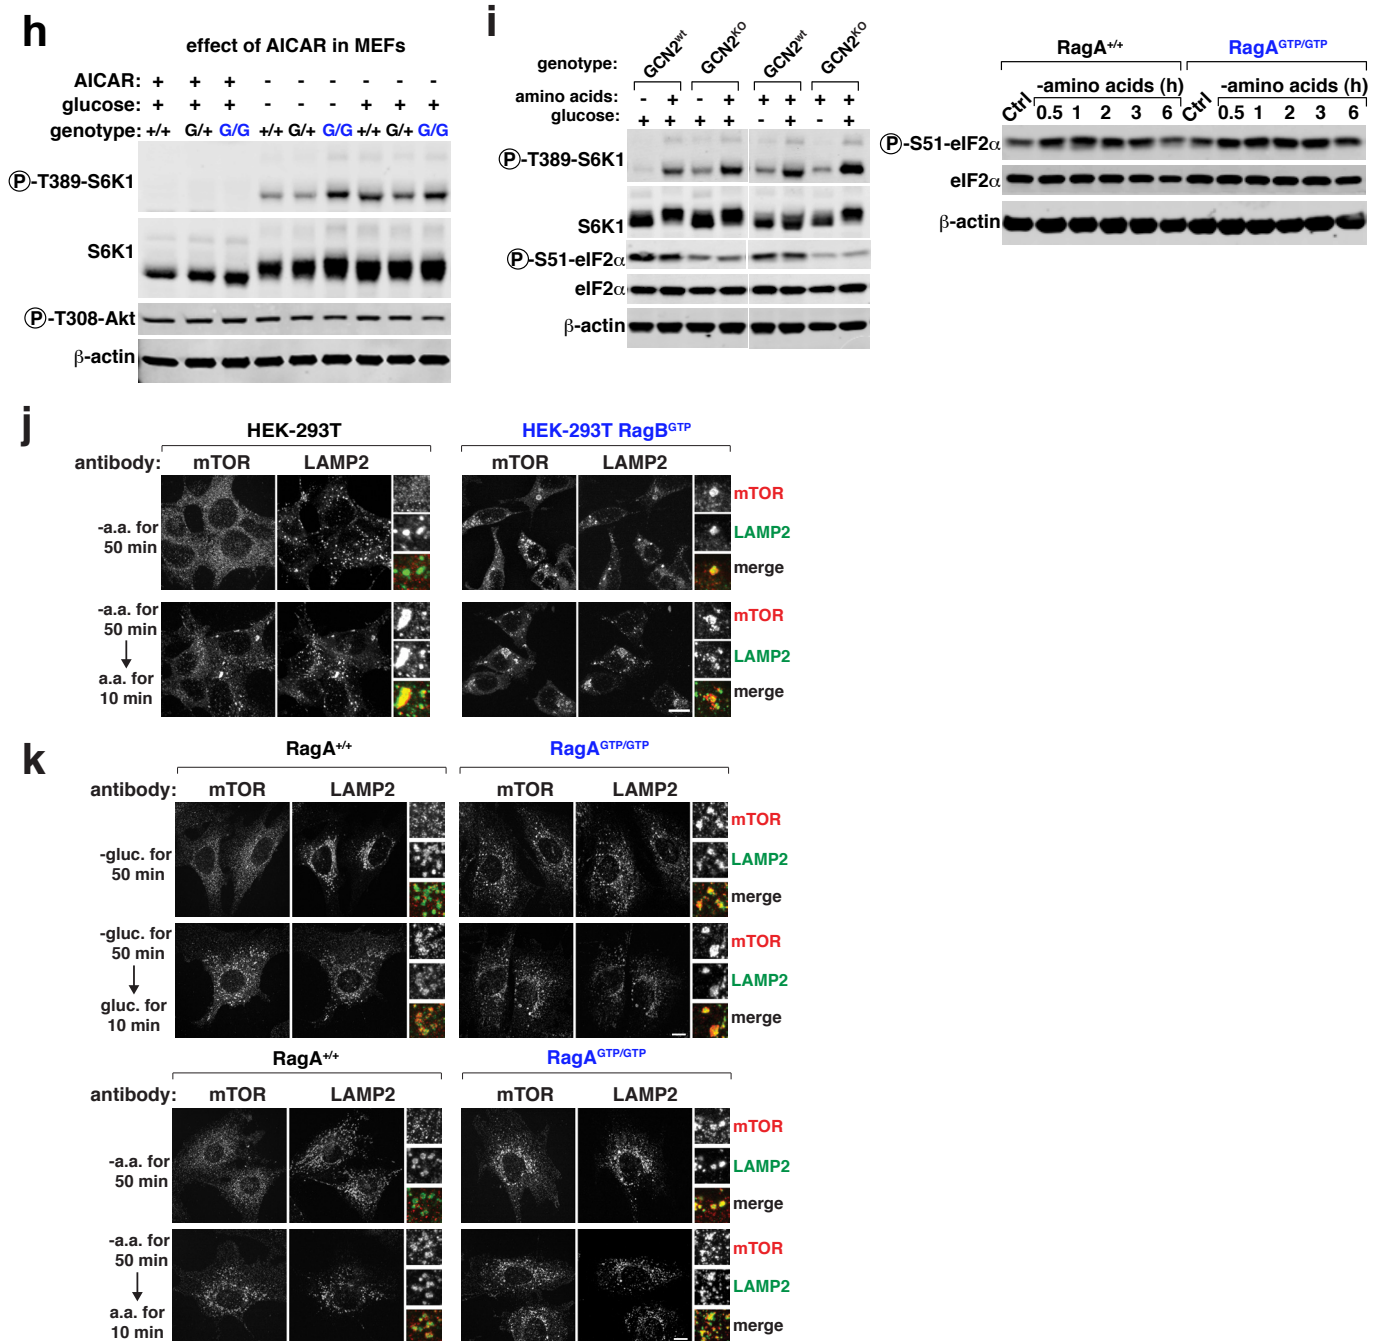 h
effect of AICAR in MEFs
AICAR: + + + - - - - - -
glucose: + + + - - - + + +
genotype: +/+ G/+ G/G +/+ G/+ G/G +/+ G/+ G/G
Ⓟ-T389-S6K1
S6K1
Ⓟ-T308-Akt
β-actin
i
genotype: GCN2wt GCN2KO GCN2wt GCN2KO
amino acids: - + - + + + + +
glucose: + + + + - + - +
Ⓟ-T389-S6K1
S6K1
Ⓟ-S51-eIF2α
eIF2α
β-actin
RagA+/+ RagAGTP/GTP
Ctrl -amino acids (h) Ctrl -amino acids (h)
0.5 1 2 3 6 0.5 1 2 3 6
Ⓟ-S51-eIF2α
eIF2α
β-actin
j
HEK-293T HEK-293T RagBGTP
antibody: mTOR LAMP2 mTOR LAMP2
-a.a. for
50 min
mTOR
LAMP2
merge
-a.a. for
50 min
a.a. for
10 min
mTOR
LAMP2
merge
k
RagA+/+ RagAGTP/GTP
antibody: mTOR LAMP2 mTOR LAMP2
-gluc. for
50 min
mTOR
LAMP2
merge
-gluc. for
50 min
gluc. for
10 min
mTOR
LAMP2
merge
RagA+/+ RagAGTP/GTP
antibody: mTOR LAMP2 mTOR LAMP2
-a.a. for
50 min
mTOR
LAMP2
merge
-a.a. for
50 min
a.a. for
10 min
mTOR
LAMP2
merge